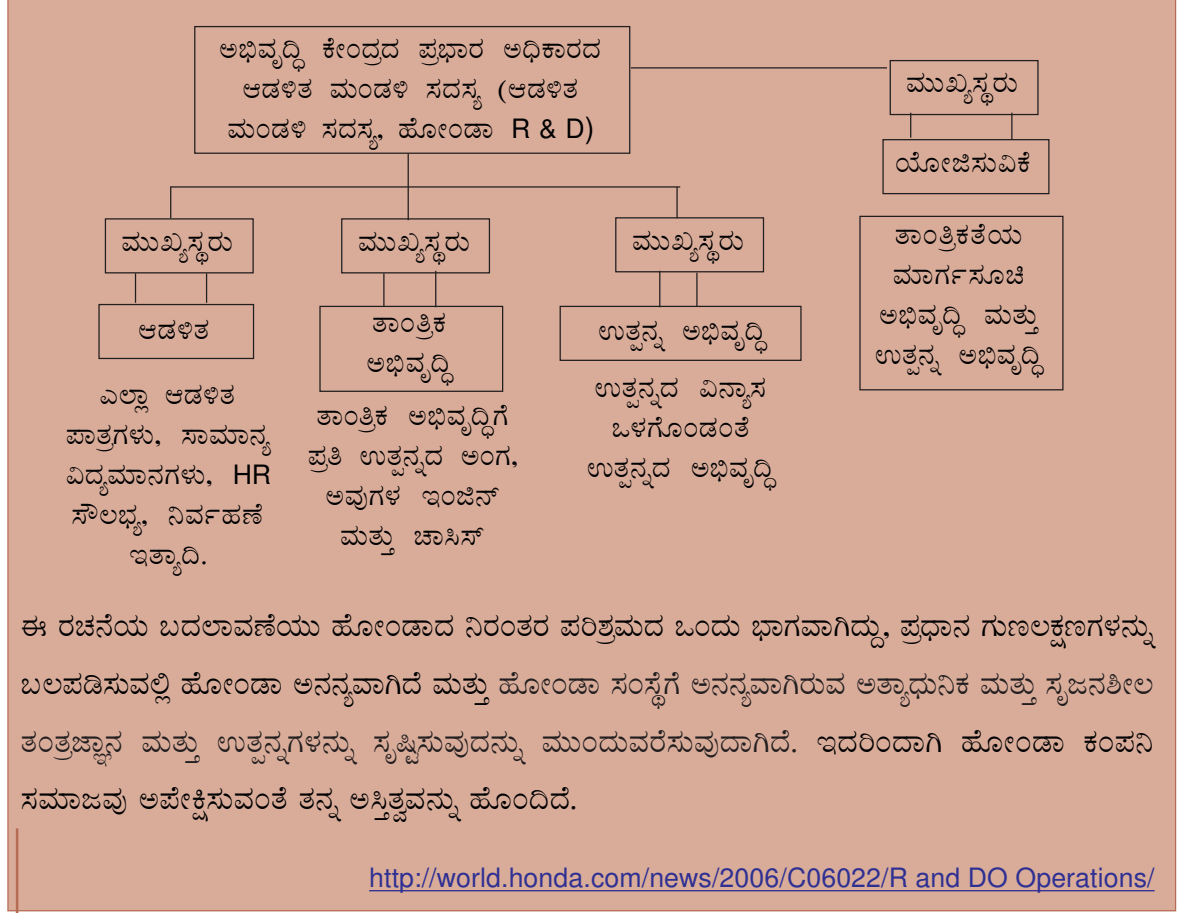 ಅಭಿವೃದ್ಧಿ ಕೇಂದ್ರದ ಪ್ರಭಾರ ಅಧಿಕಾರದ
ಆಡಳಿತ ಮಂಡಳಿ ಸದಸ್ಯ (ಆಡಳಿತ
ಮಂಡಳಿ ಸದಸ್ಯ, ಹೋಂಡಾ R & D)
ಮುಖ್ಯಸ್ಥರು
ಯೋಜಿಸುವಿಕೆ
ತಾಂತ್ರಿಕತೆಯ
ಮಾರ್ಗಸೂಚಿ
ಅಭಿವೃದ್ಧಿ ಮತ್ತು
ಉತ್ಪನ್ನ ಅಭಿವೃದ್ಧಿ
ಮುಖ್ಯಸ್ಥರು
ಆಡಳಿತ
ಎಲ್ಲಾ ಆಡಳಿತ
ಪಾತ್ರಗಳು, ಸಾಮಾನ್ಯ
ವಿದ್ಯಮಾನಗಳು, HR
ಸೌಲಭ್ಯ, ನಿರ್ವಹಣೆ
ಇತ್ಯಾದಿ.
ಮುಖ್ಯಸ್ಥರು
ತಾಂತ್ರಿಕ
ಅಭಿವೃದ್ಧಿ
ತಾಂತ್ರಿಕ ಅಭಿವೃದ್ಧಿಗೆ
ಪ್ರತಿ ಉತ್ಪನ್ನದ ಅಂಗ,
ಅವುಗಳ ಇಂಜಿನ್
ಮತ್ತು ಚಾಸಿಸ್
ಮುಖ್ಯಸ್ಥರು
ಉತ್ಪನ್ನ ಅಭಿವೃದ್ಧಿ
ಉತ್ಪನ್ನದ ವಿನ್ಯಾಸ
ಒಳಗೊಂಡಂತೆ
ಉತ್ಪನ್ನದ ಅಭಿವೃದ್ಧಿ
ಈ ರಚನೆಯ ಬದಲಾವಣೆಯು ಹೋಂಡಾದ ನಿರಂತರ ಪರಿಶ್ರಮದ ಒಂದು ಭಾಗವಾಗಿದ್ದು, ಪ್ರಧಾನ ಗುಣಲಕ್ಷಣಗಳನ್ನು
ಬಲಪಡಿಸುವಲ್ಲಿ ಹೋಂಡಾ ಅನನ್ಯವಾಗಿದೆ ಮತ್ತು ಹೋಂಡಾ ಸಂಸ್ಥೆಗೆ ಅನನ್ಯವಾಗಿರುವ ಅತ್ಯಾಧುನಿಕ ಮತ್ತು ಸೃಜನಶೀಲ
ತಂತ್ರಜ್ಞಾನ ಮತ್ತು ಉತ್ಪನ್ನಗಳನ್ನು ಸೃಷ್ಟಿಸುವುದನ್ನು ಮುಂದುವರೆಸುವುದಾಗಿದೆ. ಇದರಿಂದಾಗಿ ಹೋಂಡಾ ಕಂಪನಿ
ಸಮಾಜವು ಅಪೇಕ್ಷಿಸುವಂತೆ ತನ್ನ ಅಸ್ತಿತ್ವವನ್ನು ಹೊಂದಿದೆ.
http://world.honda.com/news/2006/C06022/R and DO Operations/